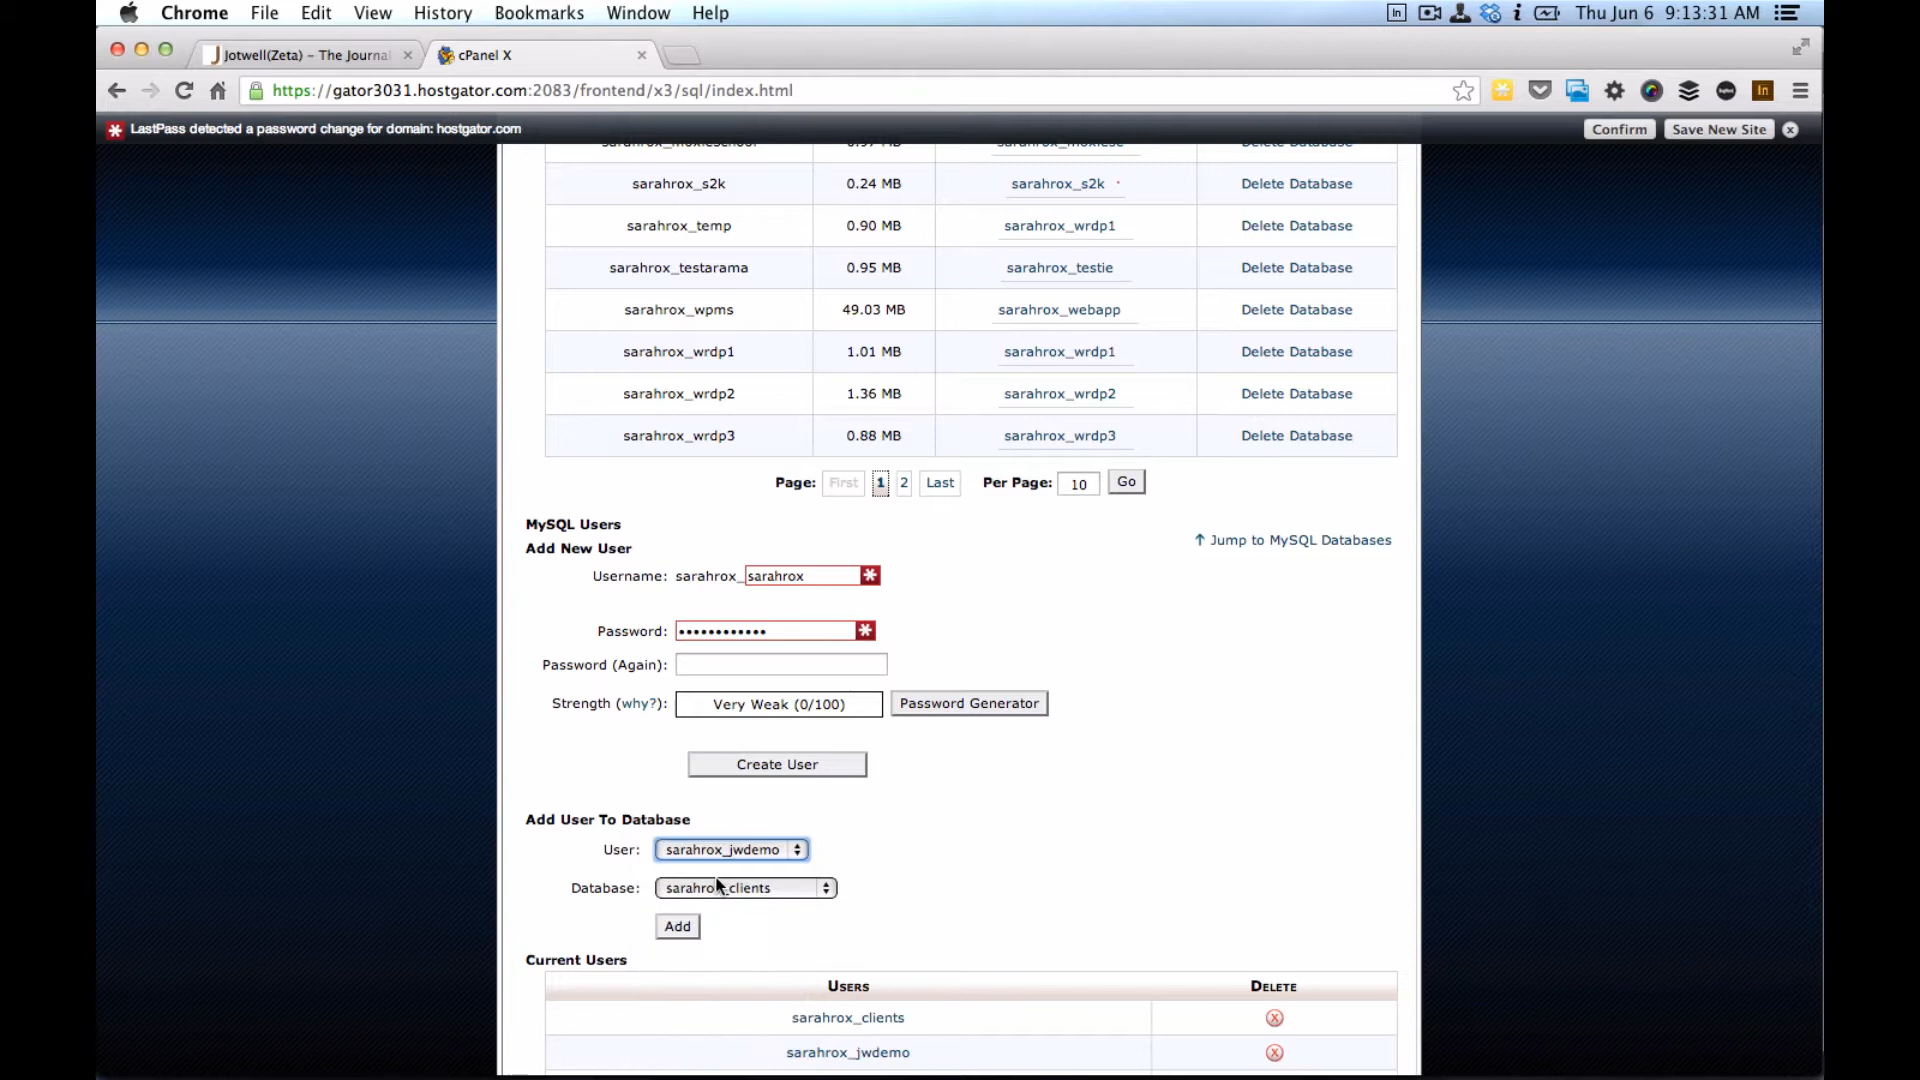 Chrome File Edit View History Bookmarks Window Help In Thu Jun 6 9:13:31 AM
Jotwell(Zeta) – The Journal cPanel X
https://gator3031.hostgator.com:2083/frontend/x3/sql/index.html In
LastPass detected a password change for domain: hostgator.com Confirm Save New Site
sarahrox_s2k 0.24 MB sarahrox_s2k Delete Database
sarahrox_temp 0.90 MB sarahrox_wrdp1 Delete Database
sarahrox_testarama 0.95 MB sarahrox_testie Delete Database
sarahrox_wpms 49.03 MB sarahrox_webapp Delete Database
sarahrox_wrdp1 1.01 MB sarahrox_wrdp1 Delete Database
sarahrox_wrdp2 1.36 MB sarahrox_wrdp2 Delete Database
sarahrox_wrdp3 0.88 MB sarahrox_wrdp3 Delete Database
Page: First 1 2 Last Per Page: 10 Go
MySQL Users
↑ Jump to MySQL Databases
Add New User
Username: sarahrox_sarahrox
Password: ••••••••••••
Password (Again):
Strength (why?): Very Weak (0/100) Password Generator
Create User
Add User To Database
User: sarahrox_jwdemo
Database: sarahrox_clients
Add
Current Users
Users Delete
sarahrox_clients
sarahrox_jwdemo